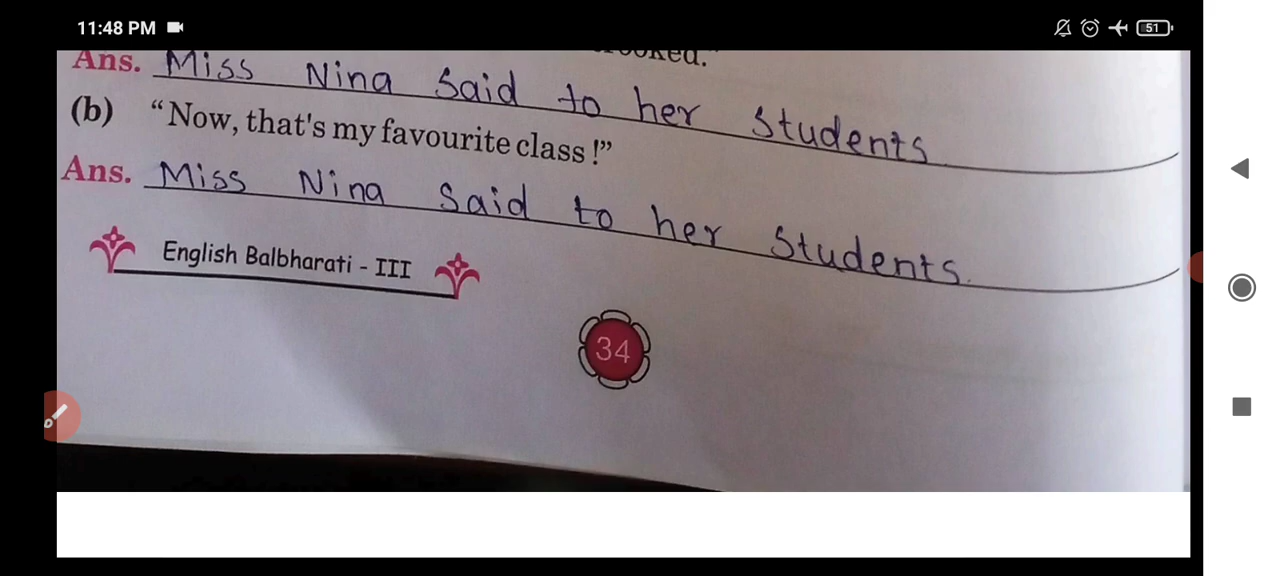 11:48 PM
51
Ans. Miss Nina Said to her Students
(b) “Now, that's my favourite class !”
Ans. Miss Nina Said to her Students.
English Balbharati - III
34